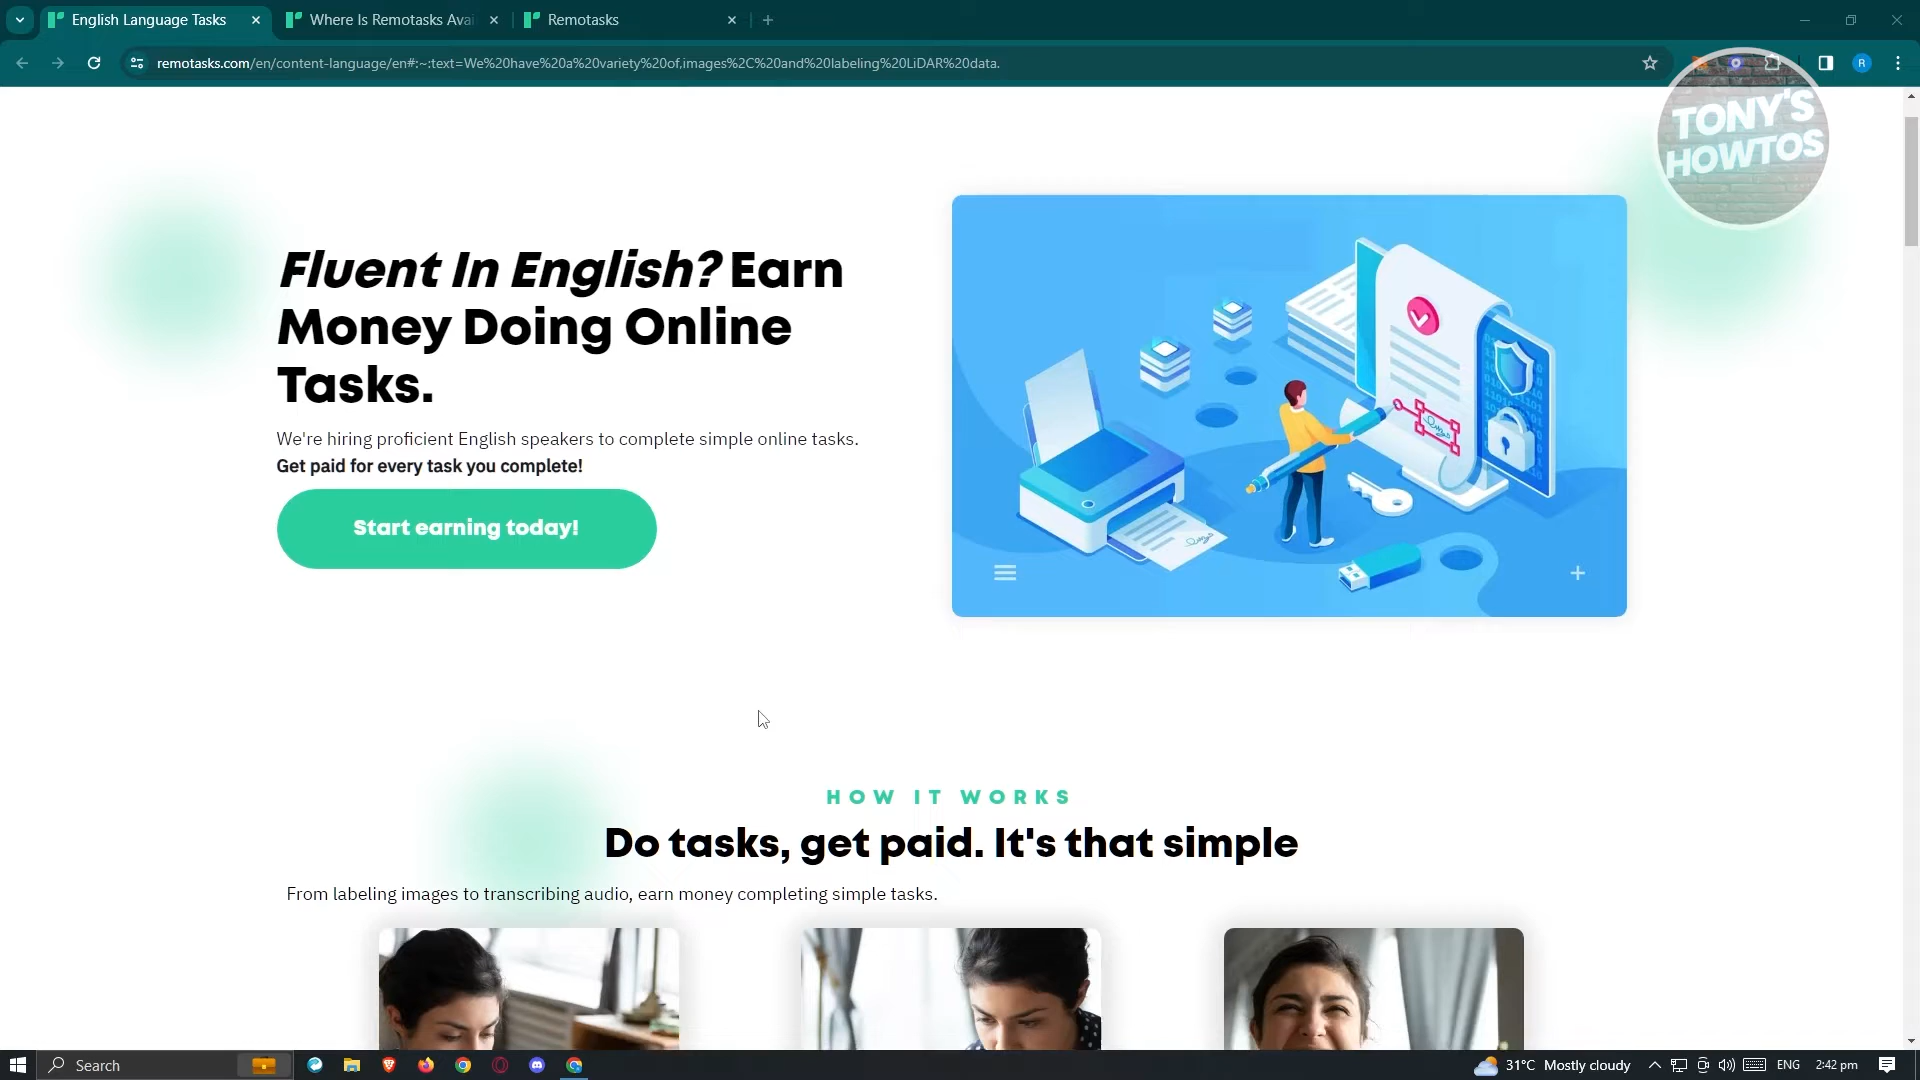 English Language Tasks
Where Is Remotasks Avai
Remotasks
remotasks.com/en/content-language/en#:~:text=We%20have%20a%20variety%20of,images%2C%20and%20labeling%20LiDAR%20data.
R
TONY'S
HOWTOS
Fluent In English? Earn
Money Doing Online
Tasks.
We're hiring proficient English speakers to complete simple online tasks.
Get paid for every task you complete!
Start earning today!
HOW IT WORKS
Do tasks, get paid. It's that simple
From labeling images to transcribing audio, earn money completing simple tasks.
Search
31°C Mostly cloudy
ENG
2:42 pm